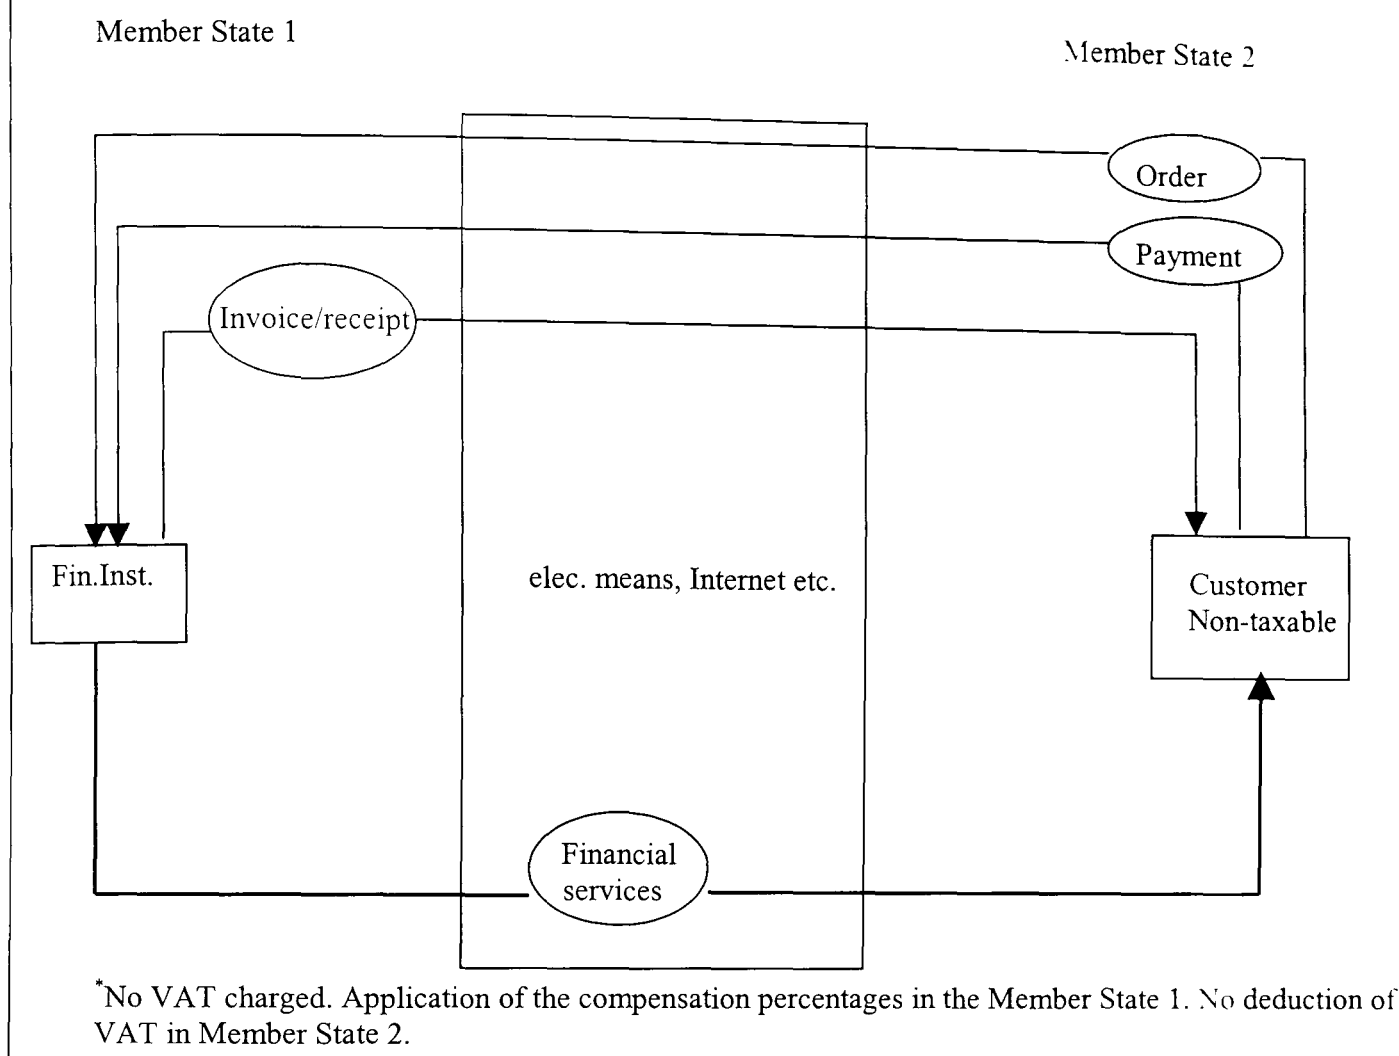 Member State 1
Member State 2
Order
Payment
Invoice/receipt
Fin.Inst.
elec. means, Internet etc.
Customer
Non-taxable
Financial
services
*No VAT charged. Application of the compensation percentages in the Member State 1. No deduction of
VAT in Member State 2.